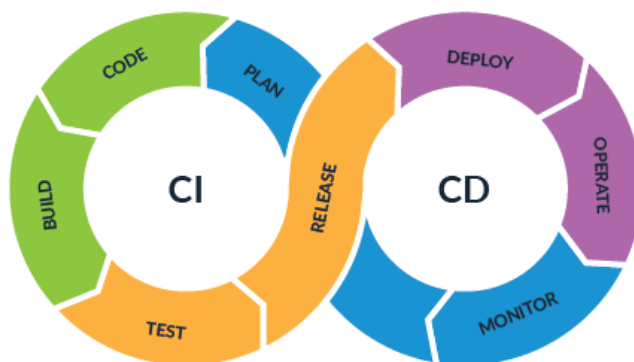 PLAN
CODE
BUILD
TEST
RELEASE
DEPLOY
OPERATE
MONITOR
CI
CD